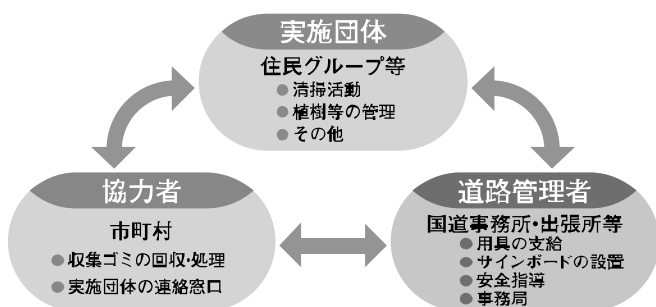 実施団体
住民グループ等
●清掃活動
●植樹等の管理
●その他
協力者
市町村
●収集ゴミの回収・処理
●実施団体の連絡窓口
道路管理者
国道事務所・出張所等
●用具の支給
●サインボードの設置
●安全指導
●事務局